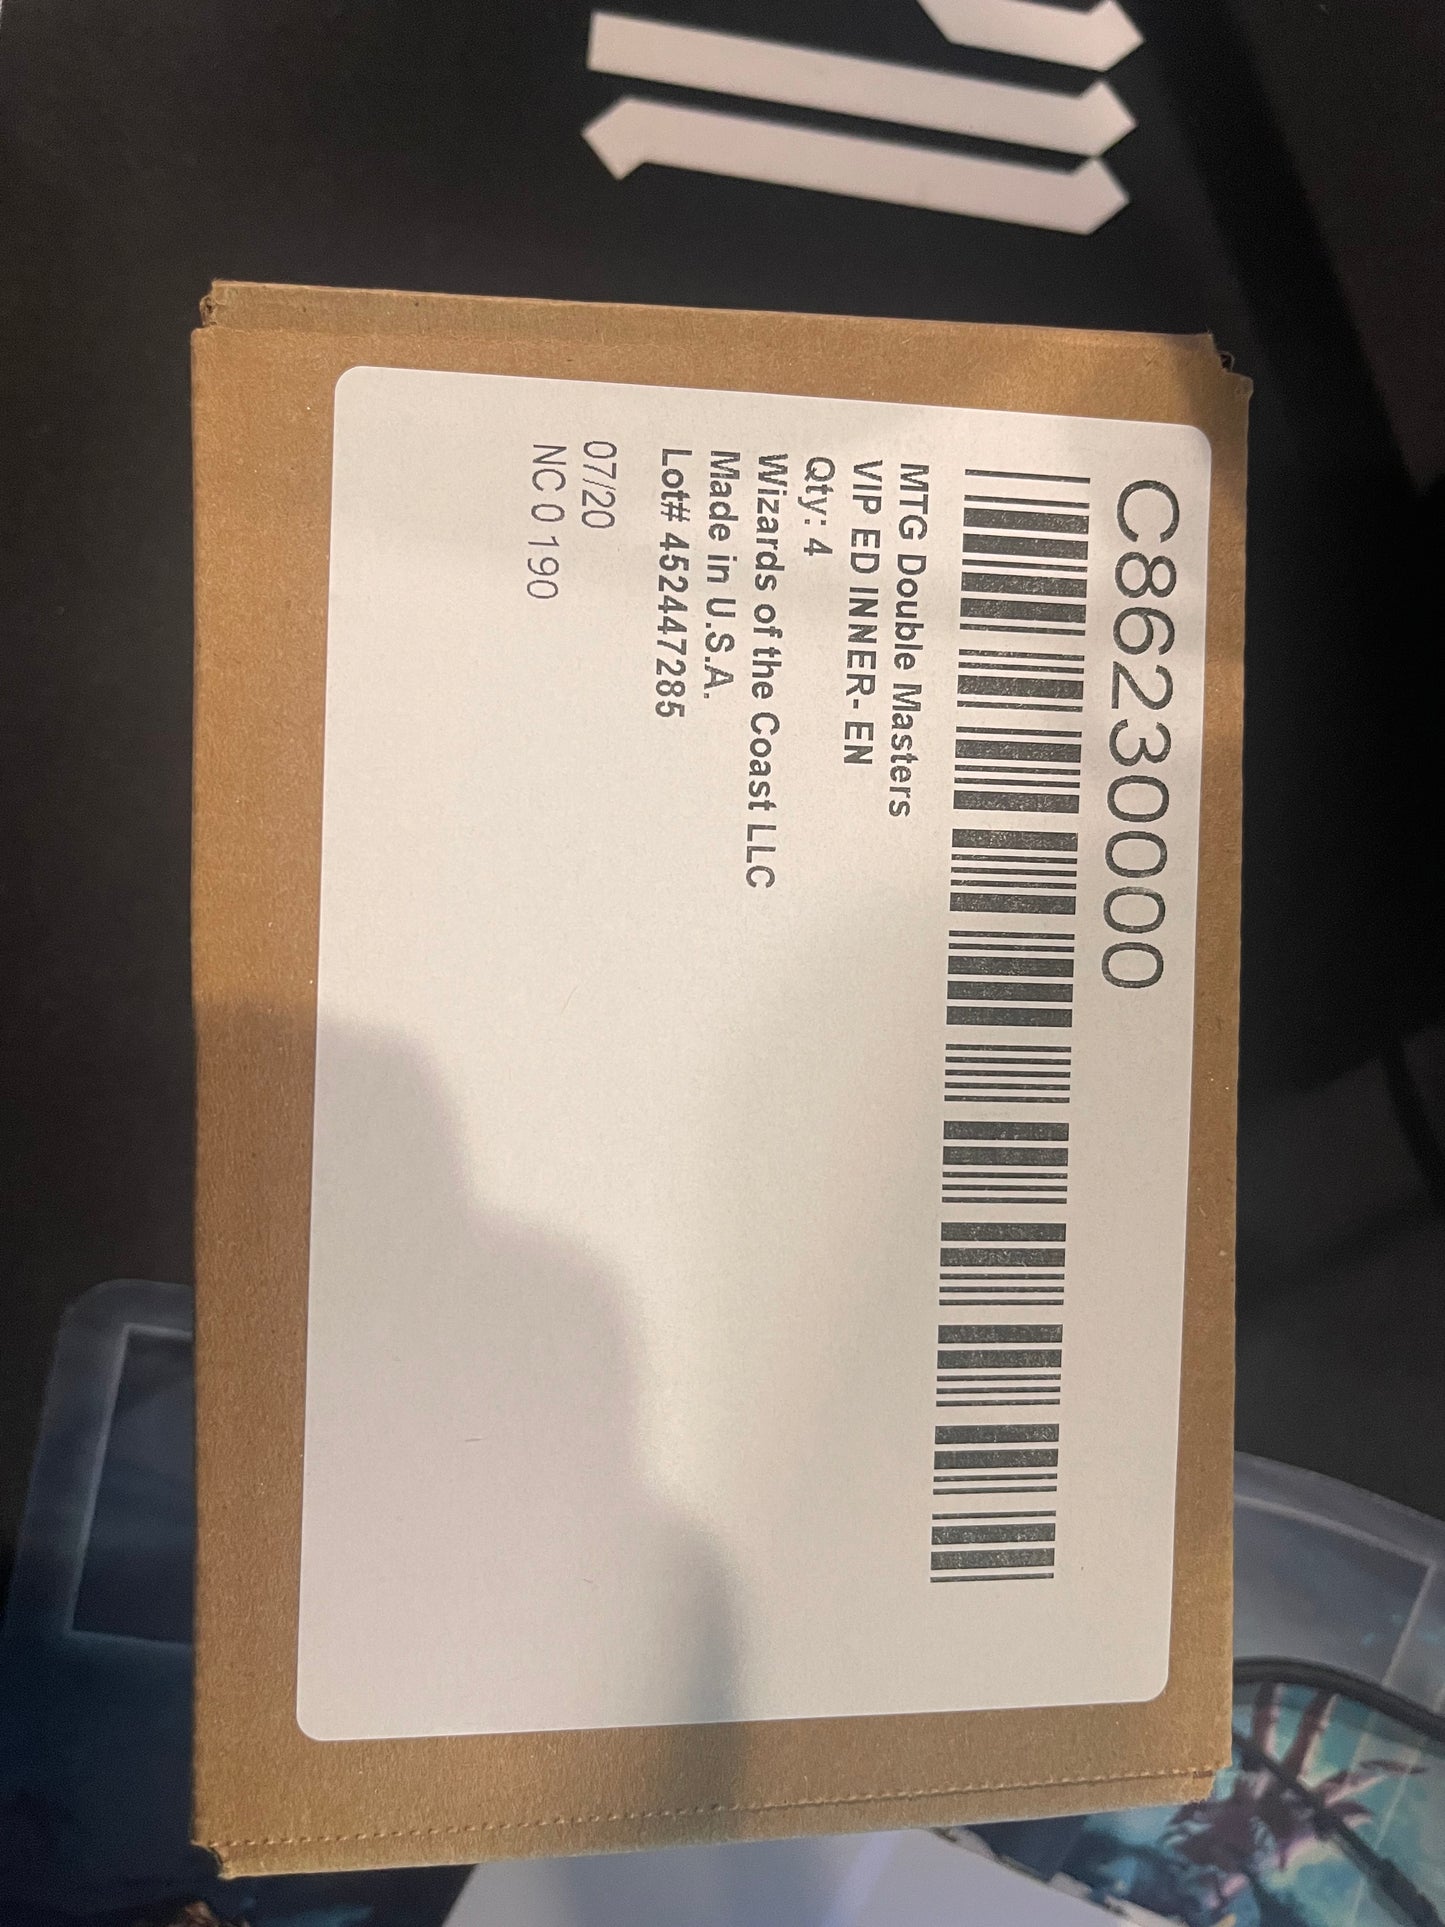 C86230000
MTG Double Masters
VIP ED INNER- EN
Qty: 4
Wizards of the Coast LLC
Made in U.S.A.
Lot# 452447285
07/20
NC 0 190